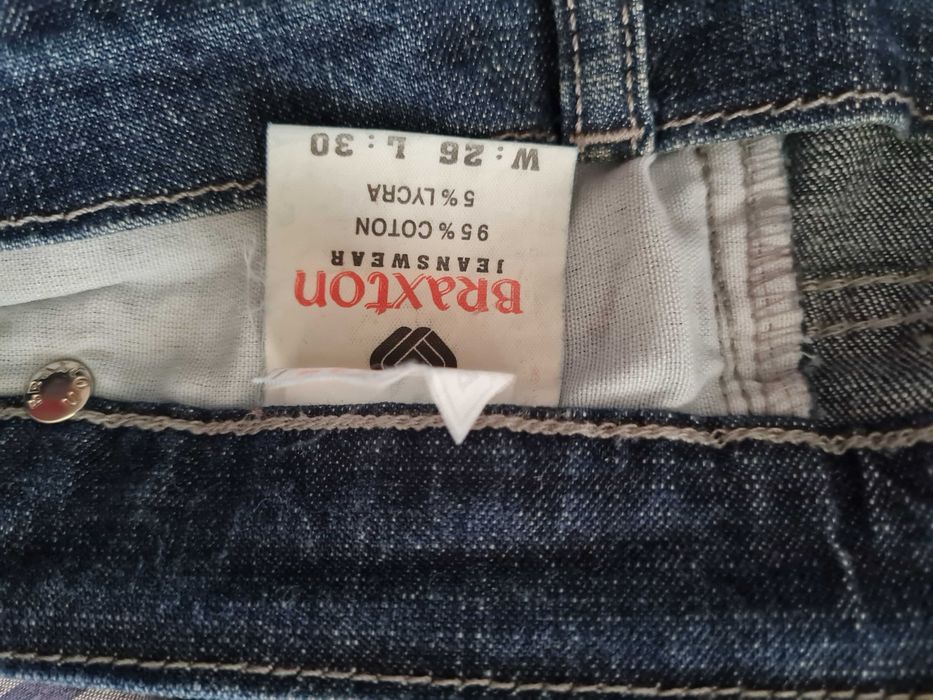 BRaxton
JEANSWEAR
95% COTON
5% LYCRA
W:26 L:30